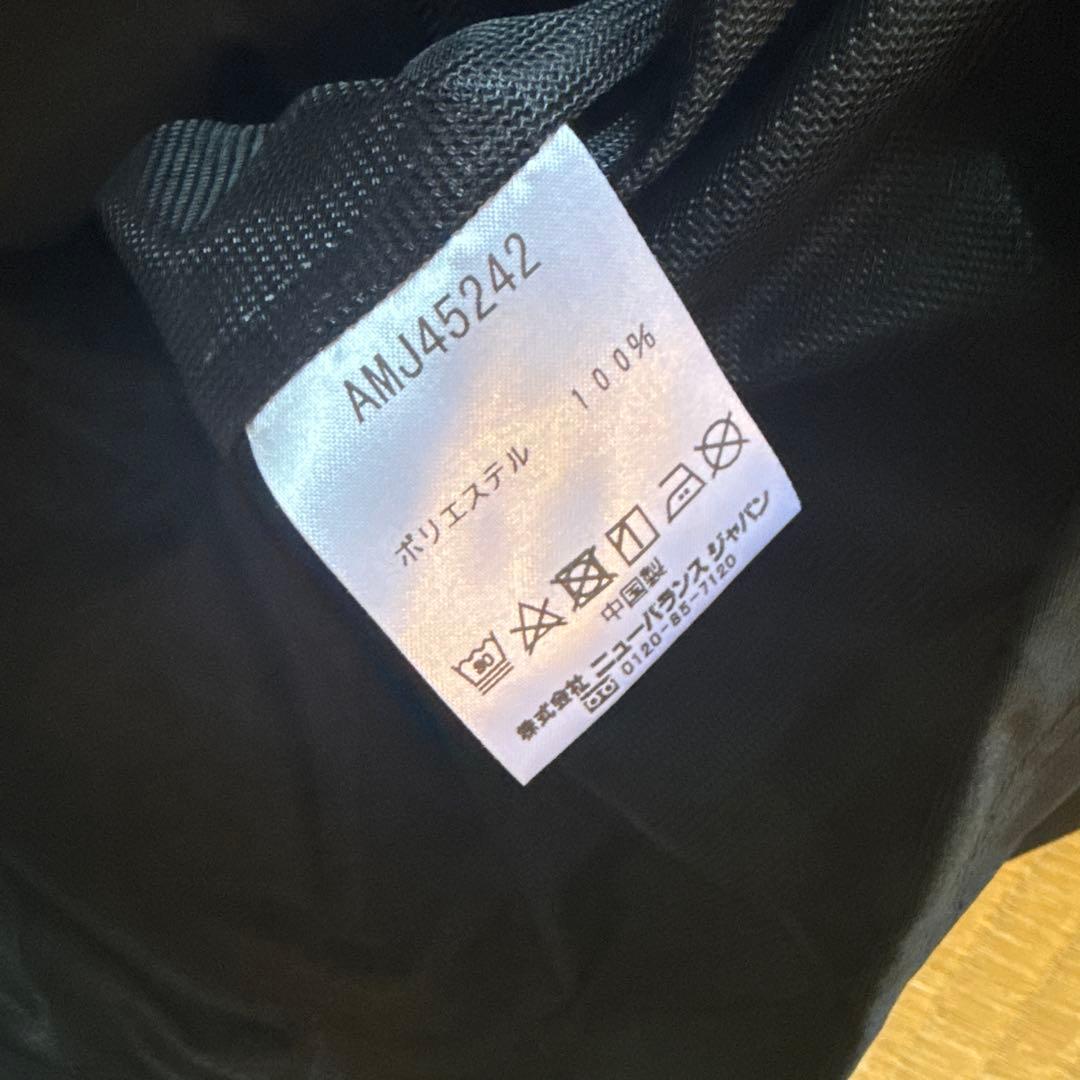 AMJ45242
ポリエステル 100%
30
中国製
株式会社 ニューバランス ジャパン
0120-85-7120